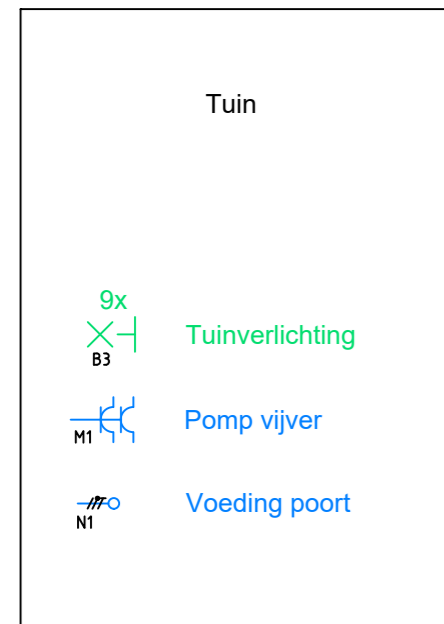 Tuin
9x
Tuinverlichting
B3
Pomp vijver
M1
Voeding poort
N1